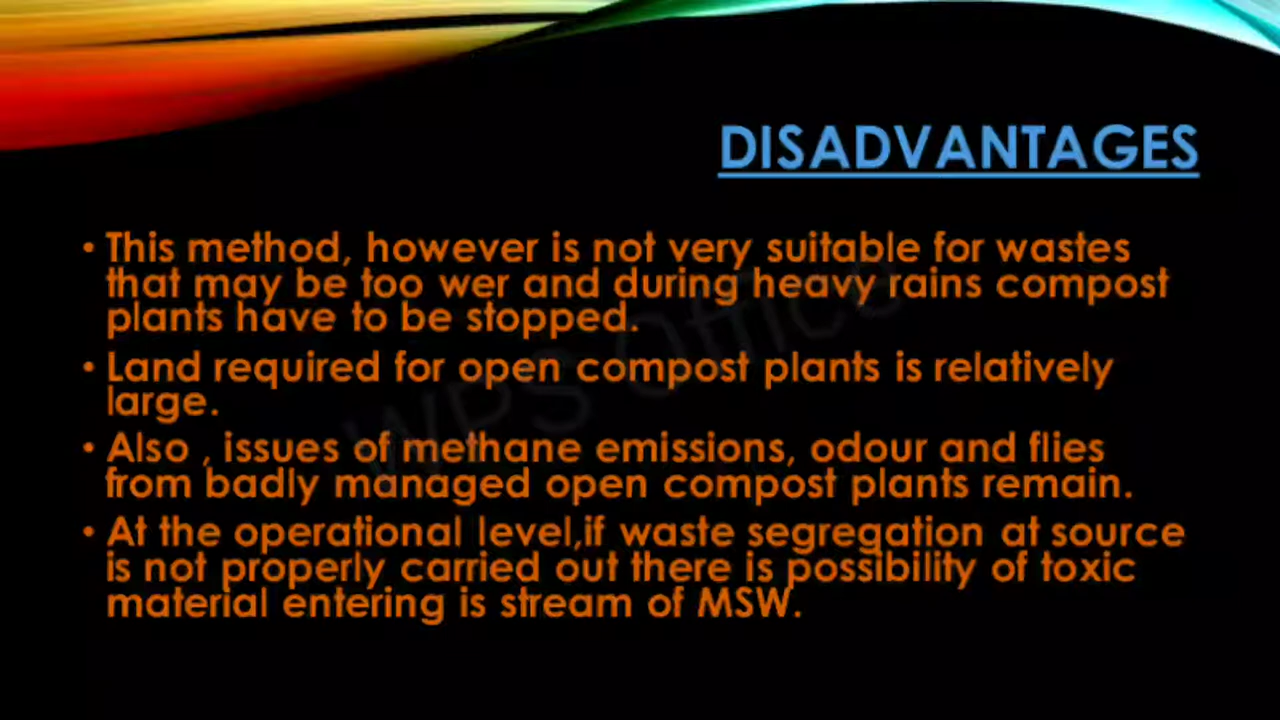 DISADVANTAGES
• This method, however is not very suitable for wastes
that may be too wer and during heavy rains compost
plants have to be stopped.
• Land required for open compost plants is relatively
large.
• Also , issues of methane emissions, odour and flies
from badly managed open compost plants remain.
• At the operational level,if waste segregation at source
is not properly carried out there is possibility of toxic
material entering is stream of MSW.
WPS Office